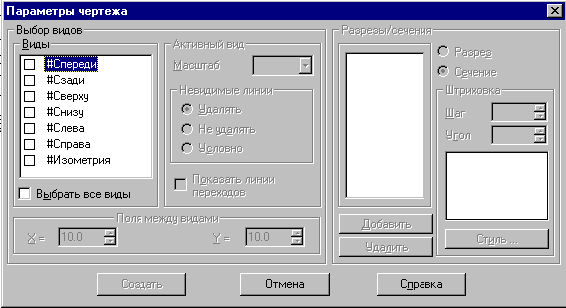 Параметры чертежа
Выбор видов
Виды
#Спереди
#Сзади
#Сверху
#Снизу
#Слева
#Справа
#Изометрия
Выбрать все виды
Активный вид
Масштаб
Невидимые линии
Удалять
Не удалять
Условно
Показать линии
переходов
Поля между видами
X = 10.0
Y = 10.0
Разрезы/сечения
Разрез
Сечение
Штриховка
Шаг
Угол
Добавить
Удалить
Стиль ...
Создать
Отмена
Справка